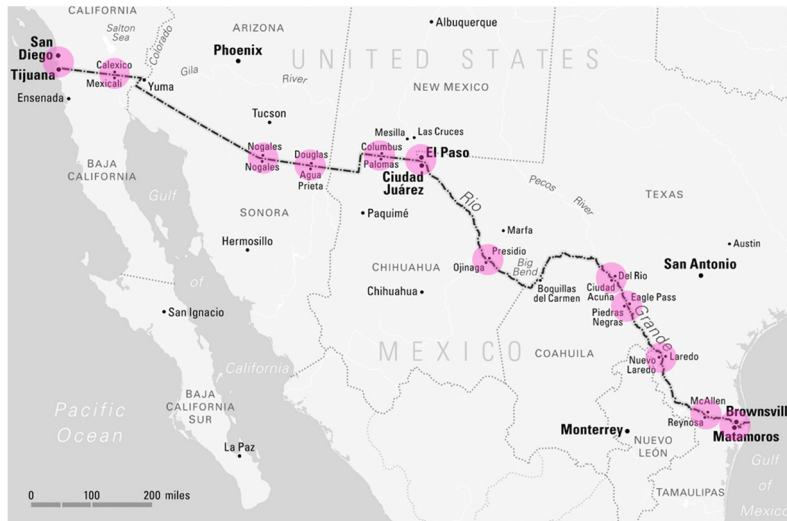 CALIFORNIA
Salton
Sea
Colorado
ARIZONA
Albuquerque
San
Diego
Tijuana
Calexico
Mexicali
Yuma
Phoenix
Gila
River
UNITED STATES
NEW MEXICO
Ensenada
Tucson
Mesilla
Las Cruces
BAJA
CALIFORNIA
Nogales
Nogales
Douglas
Agua
Prieta
Columbus
Palomas
El Paso
Ciudad
Juárez
Rio
Pecos
River
TEXAS
Gulf
of
California
SONORA
Paquimé
Marfa
Hermosillo
Presidio
Ojinaga
Big
Bend
Austin
San Antonio
CHIHUAHUA
Chihuahua
Boquillas
del Carmen
Del Rio
Ciudad
Acuña
Eagle Pass
Piedras
Negras
Grande
San Ignacio
MEXICO
COAHUILA
Nuevo
Laredo
Laredo
Pacific
Ocean
BAJA
CALIFORNIA
SUR
La Paz
McAllen
Reynosa
Brownsvill
Matamoros
Monterrey
NUEVO
LEÓN
TAMAULIPAS
Gulf
of
Mexico
0 100 200 miles